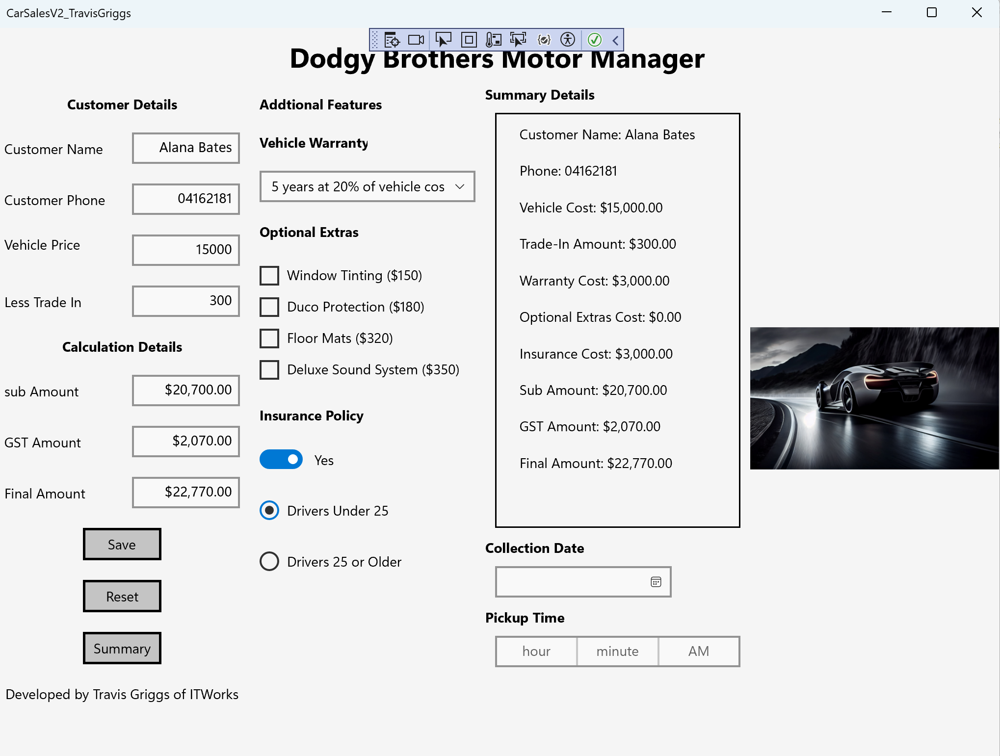 CarSalesV2_TravisGriggs
Dodgy Brothers Motor Manager
Customer Details
Customer Name
Alana Bates
Customer Phone
04162181
Vehicle Price
15000
Less Trade In
300
Calculation Details
sub Amount
$20,700.00
GST Amount
$2,070.00
Final Amount
$22,770.00
Save
Reset
Summary
Developed by Travis Griggs of ITWorks
Addtional Features
Vehicle Warranty
5 years at 20% of vehicle cos
Optional Extras
Window Tinting ($150)
Duco Protection ($180)
Floor Mats ($320)
Deluxe Sound System ($350)
Insurance Policy
Yes
Drivers Under 25
Drivers 25 or Older
Summary Details
Customer Name: Alana Bates
Phone: 04162181
Vehicle Cost: $15,000.00
Trade-In Amount: $300.00
Warranty Cost: $3,000.00
Optional Extras Cost: $0.00
Insurance Cost: $3,000.00
Sub Amount: $20,700.00
GST Amount: $2,070.00
Final Amount: $22,770.00
Collection Date
Pickup Time
hour minute AM